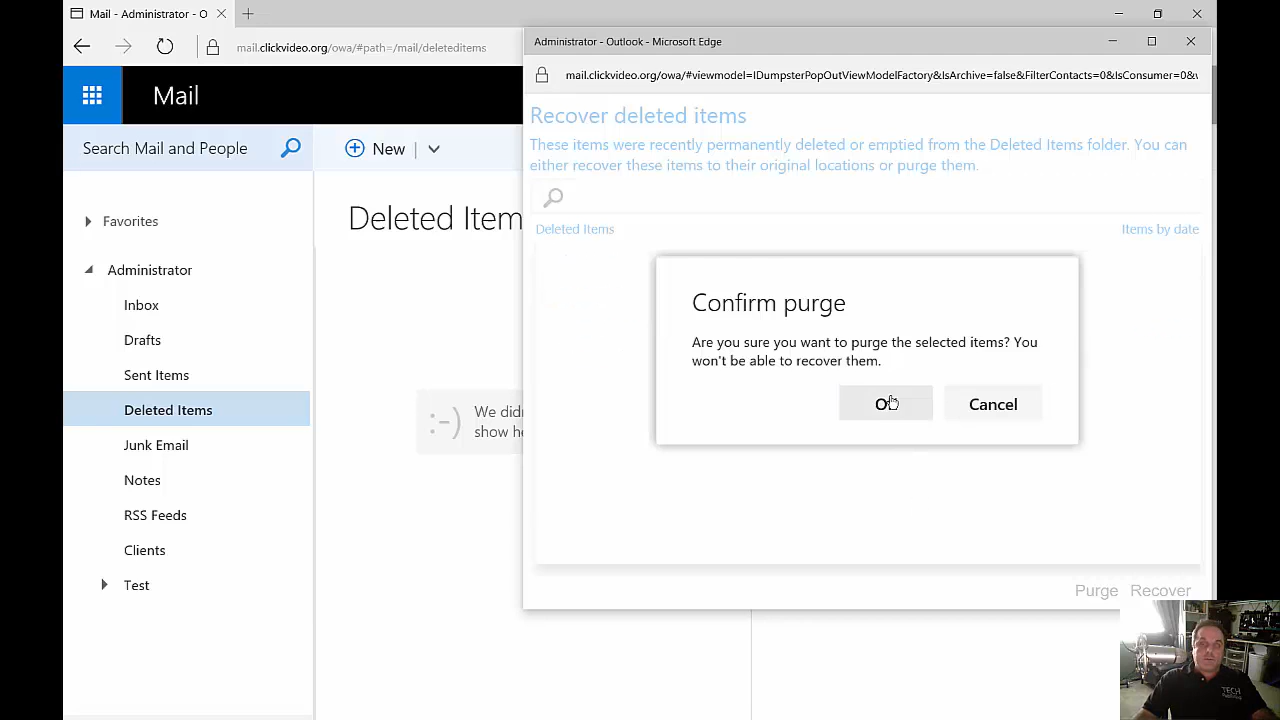 Mail - Administrator - O
mail.clickvideo.org/owa/#path=/mail/deleteditems
Mail
Search Mail and People
New
Favorites
Administrator
Inbox
Drafts
Sent Items
Deleted Items
Junk Email
Notes
RSS Feeds
Clients
Test
Deleted Item
:-)
We didn
show he
Administrator - Outlook - Microsoft Edge
mail.clickvideo.org/owa/#viewmodel=IDumpsterPopOutViewModelFactory&IsArchive=false&FilterContacts=0&IsConsumer=0&
Recover deleted items
These items were recently permanently deleted or emptied from the Deleted Items folder. You can
either recover these items to their original locations or purge them.
Deleted Items
Items by date
Confirm purge
Are you sure you want to purge the selected items? You
won't be able to recover them.
Cancel
Purge Recover
TECH